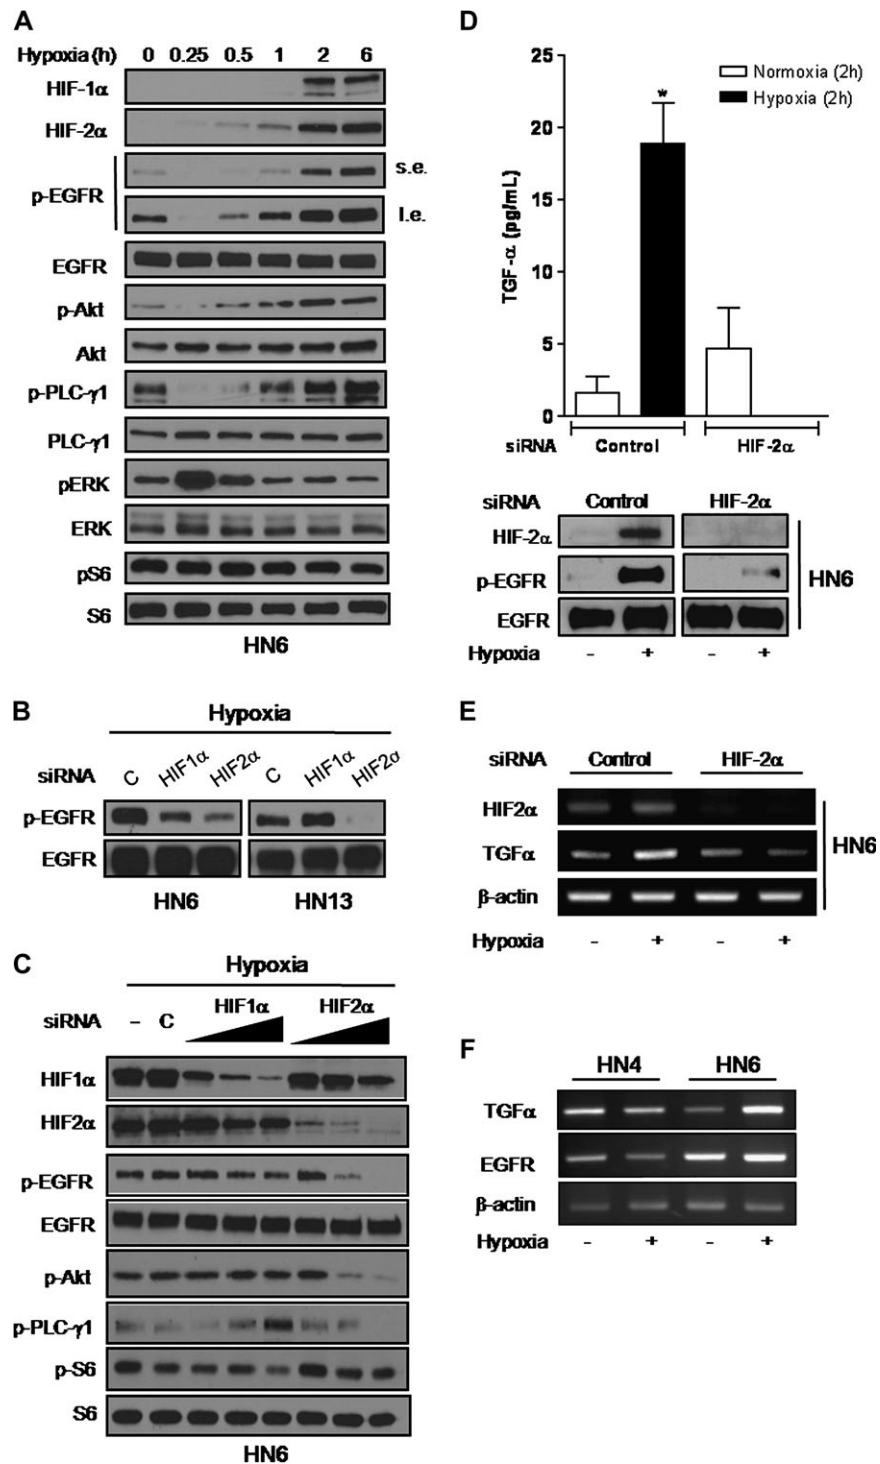 A
Hypoxia (h) 0 0.25 0.5 1 2 6
HIF-1α
HIF-2α
p-EGFR
s.e.
l.e.
EGFR
p-Akt
Akt
p-PLC-γ1
PLC-γ1
pERK
ERK
pS6
S6
HN6
B
Hypoxia
siRNA C HIF1α HIF2α C HIF1α HIF2α
p-EGFR
EGFR
HN6 HN13
C
Hypoxia
siRNA – C HIF1α HIF2α
HIF1α
HIF2α
p-EGFR
EGFR
p-Akt
p-PLC-γ1
p-S6
S6
HN6
D
TGF-α (pg/mL)
25
20
15
10
5
0
Normoxia (2h)
Hypoxia (2h)
*
siRNA Control HIF-2α
siRNA Control HIF-2α
HIF-2α
p-EGFR
EGFR
HN6
Hypoxia – + – +
E
siRNA Control HIF-2α
HIF2α
TGFα
β-actin
HN6
Hypoxia – + – +
F
HN4 HN6
TGFα
EGFR
β-actin
Hypoxia – + – +